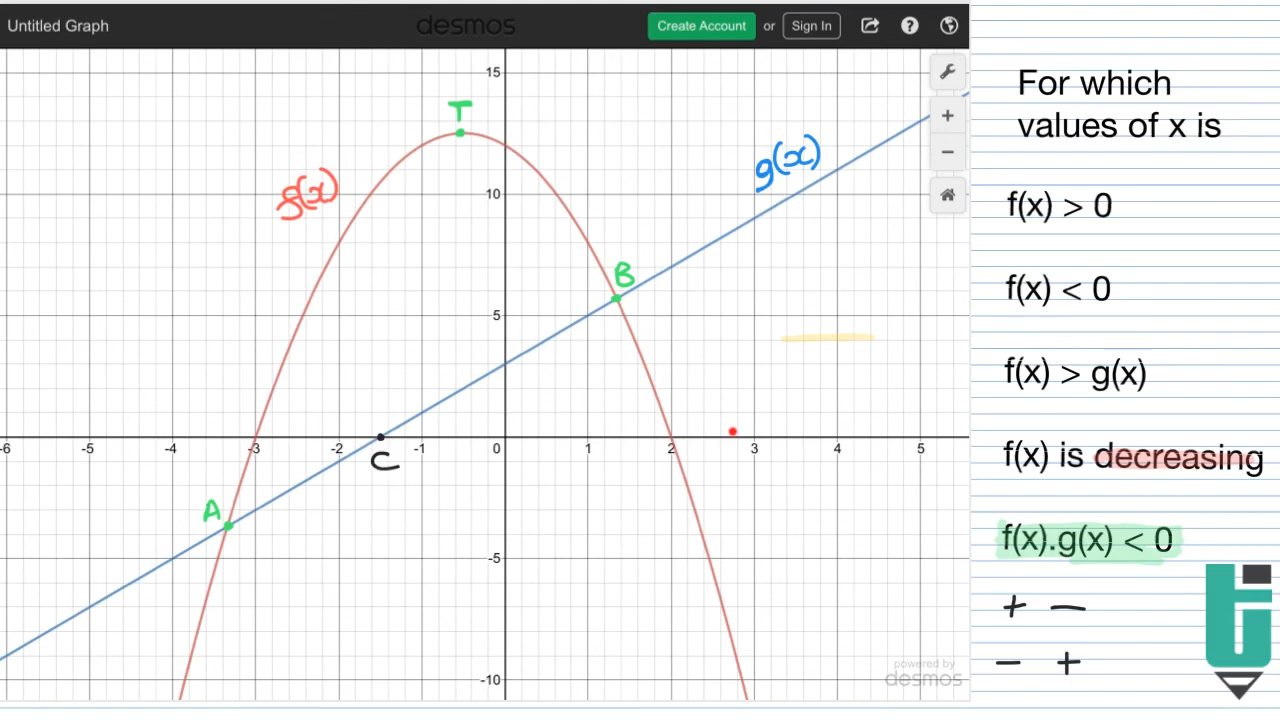 Untitled Graph
desmos
Create Account or Sign In
?
15
10
5
-5
-10
-6 -5 -4 -3 -2 -1 0 1 2 3 4 5
T
f(x)
g(x)
B
C
A
+
−
powered by
desmos
For which
values of x is
f(x) > 0
f(x) < 0
f(x) > g(x)
f(x) is decreasing
f(x).g(x) < 0
+ −
− +